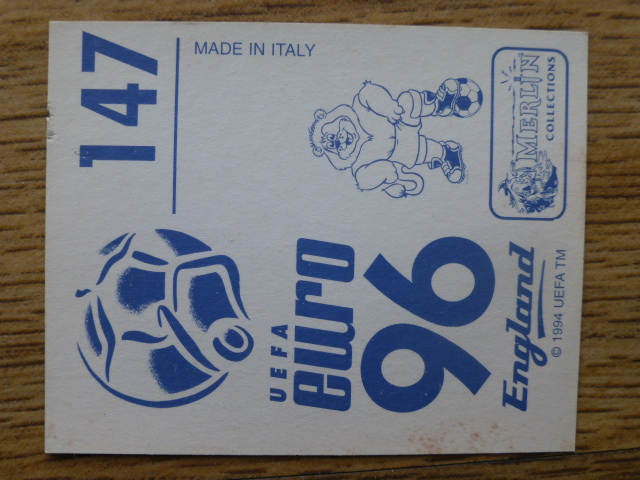 147
MADE IN ITALY
MERLIN
COLLECTIONS
UEFA
euro
96
England
© 1994 UEFA TM